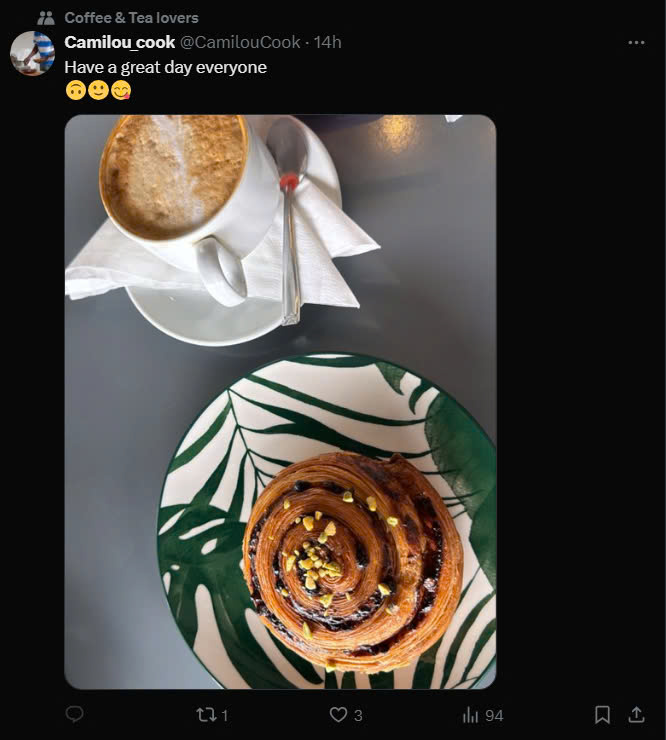 Coffee & Tea lovers
Camilou_cook @CamilouCook · 14h
Have a great day everyone
🙃🙂😋
1 3 94